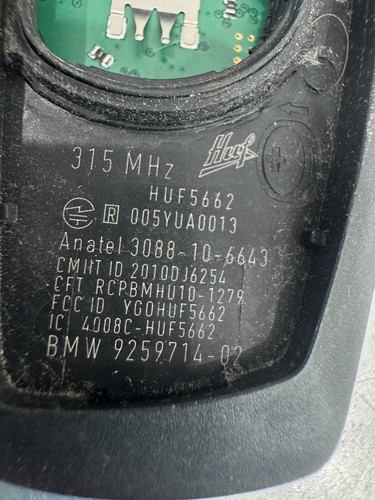 Huf
315 MHz
HUF5662
R 005YUA0013
Anatel 3088-10-6643
CMIIT ID 2010DJ6254
CFT RCPBMHU10-1279
FCC ID YGOHUF5662
IC 4008C-HUF5662
BMW 9259714-02